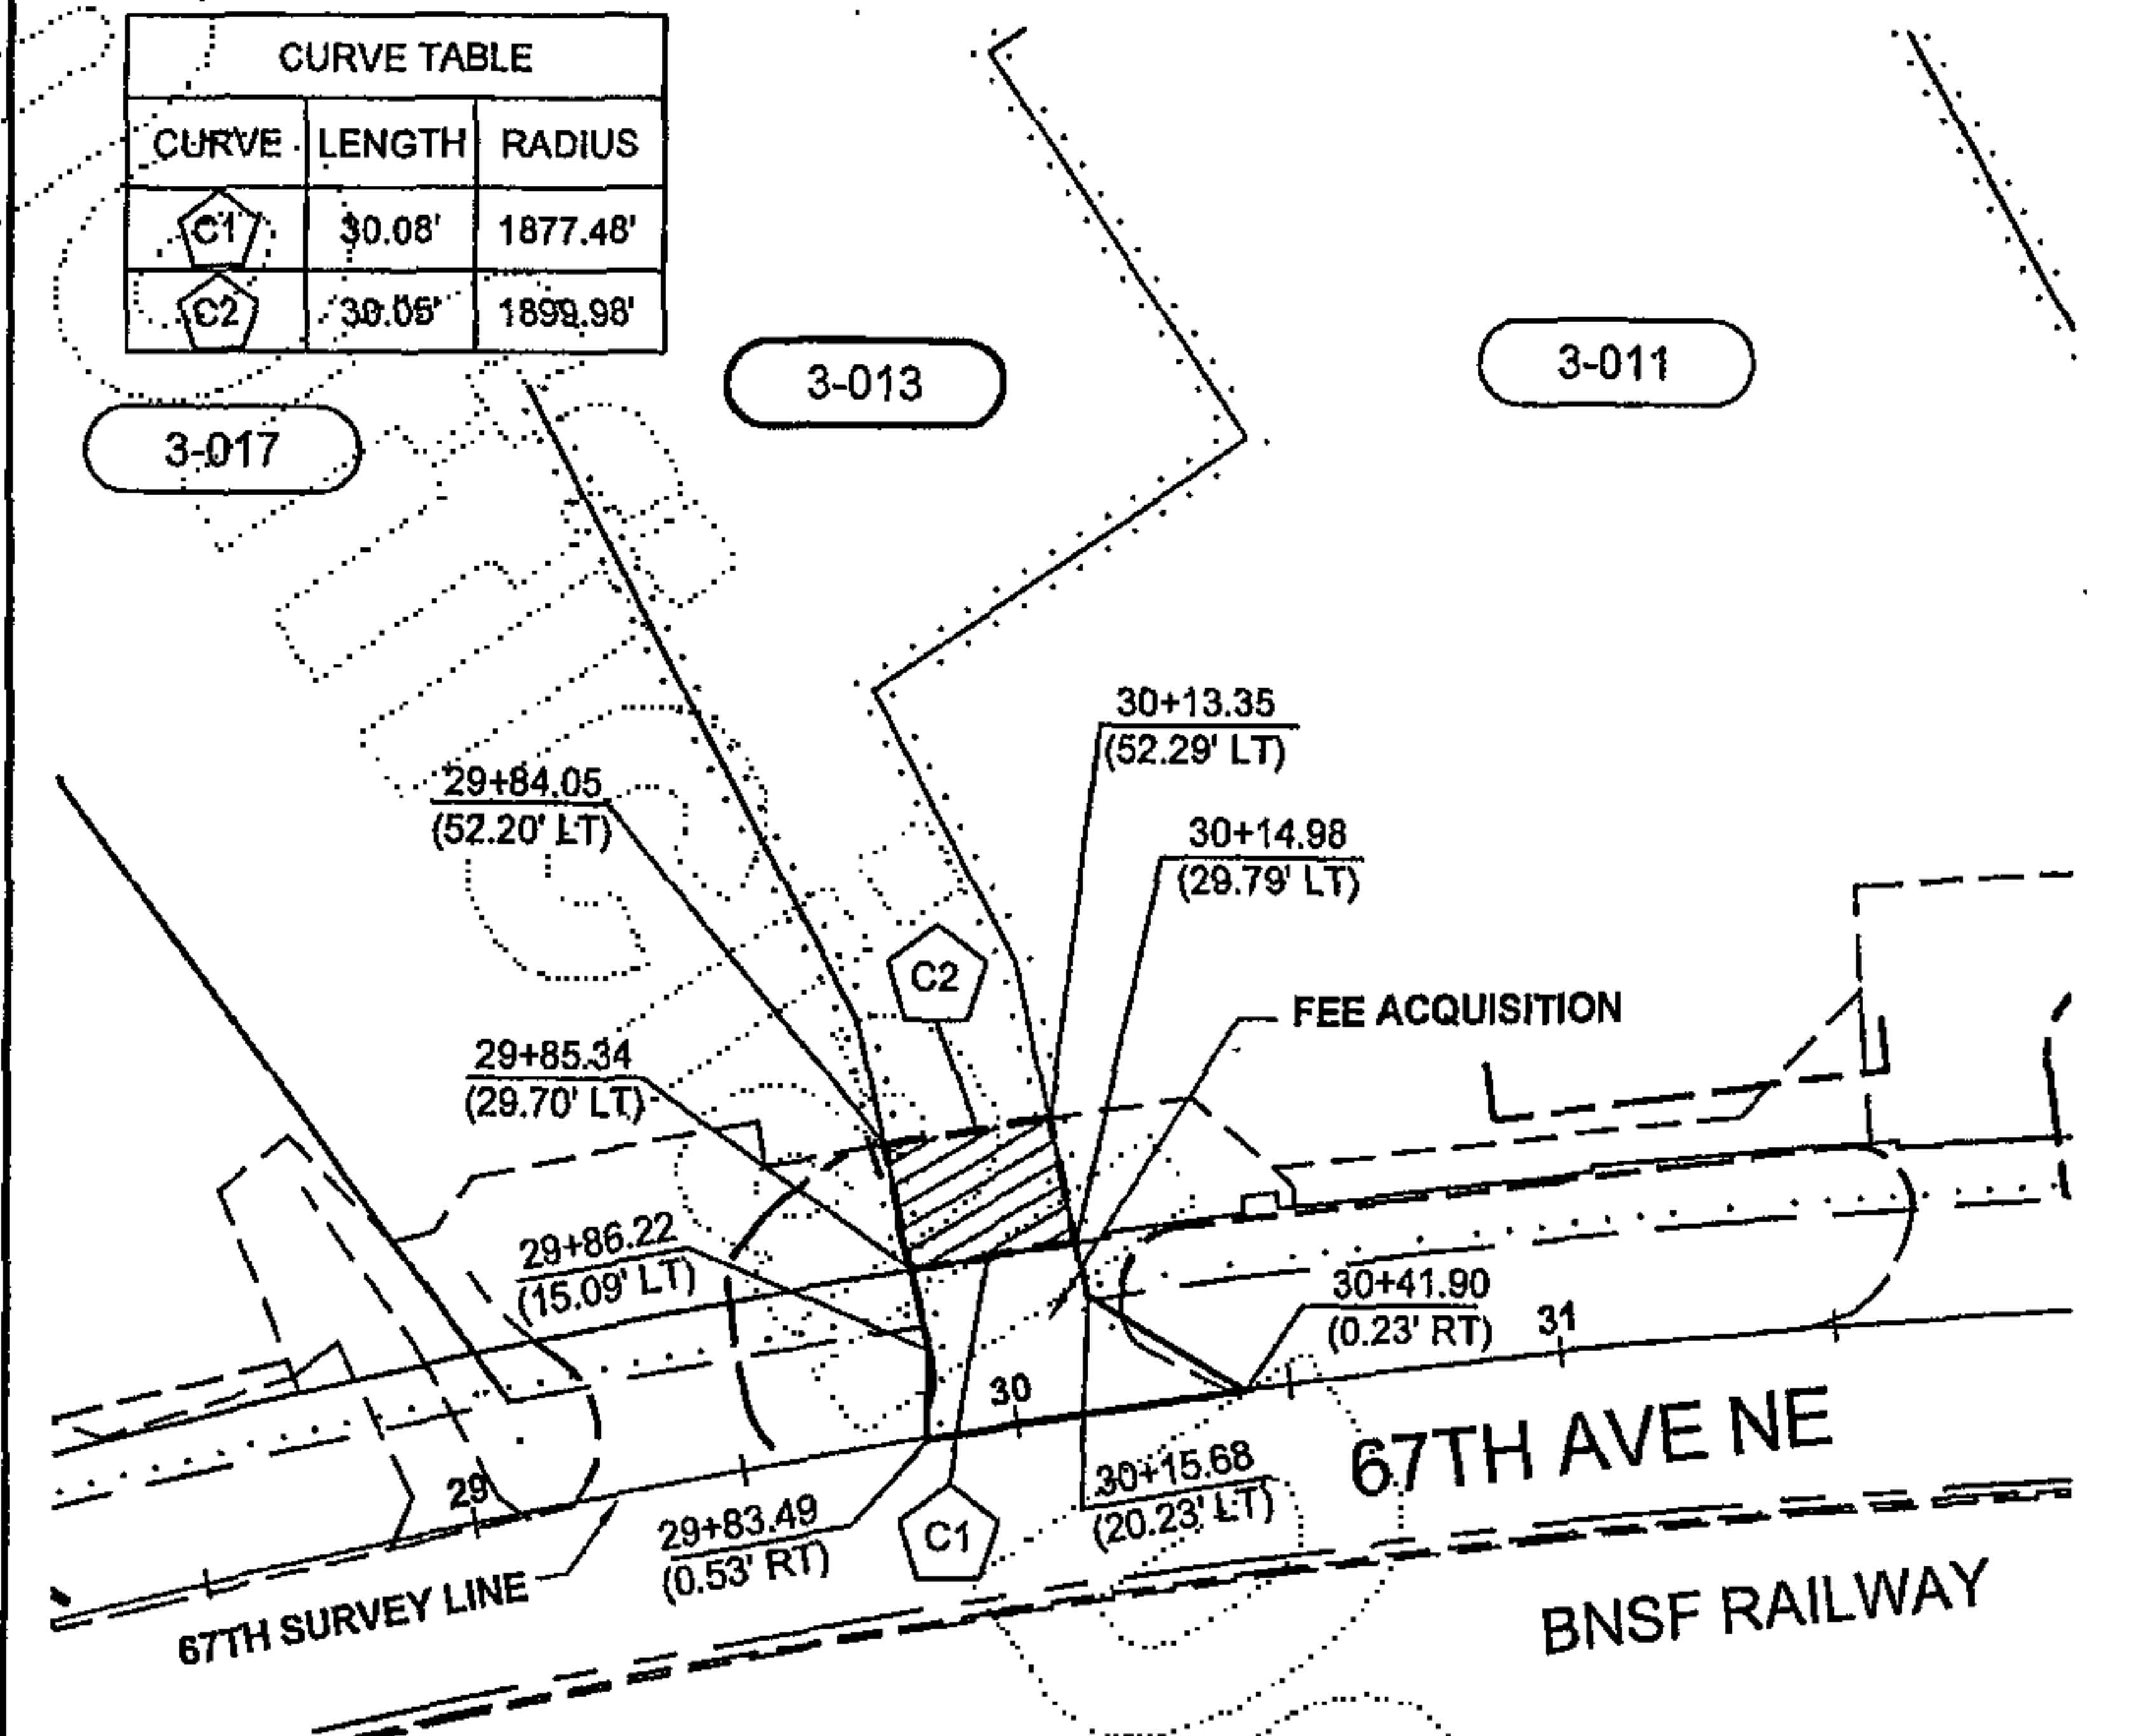 CURVE TABLE
CURVE LENGTH RADIUS
C1 30.08' 1877.48'
C2 30.05' 1899.98'
3-013
3-011
3-017
30+13.35
(52.29' LT)
29+84.05
(52.20' LT)
30+14.98
(29.79' LT)
C2
FEE ACQUISITION
29+85.34
(29.70' LT)
29+86.22
(15.09' LT)
30+41.90
(0.23' RT)
31
30
29
67TH AVE NE
30+15.68
(20.23' LT)
29+83.49
(0.53' RT)
C1
67TH SURVEY LINE
BNSF RAILWAY